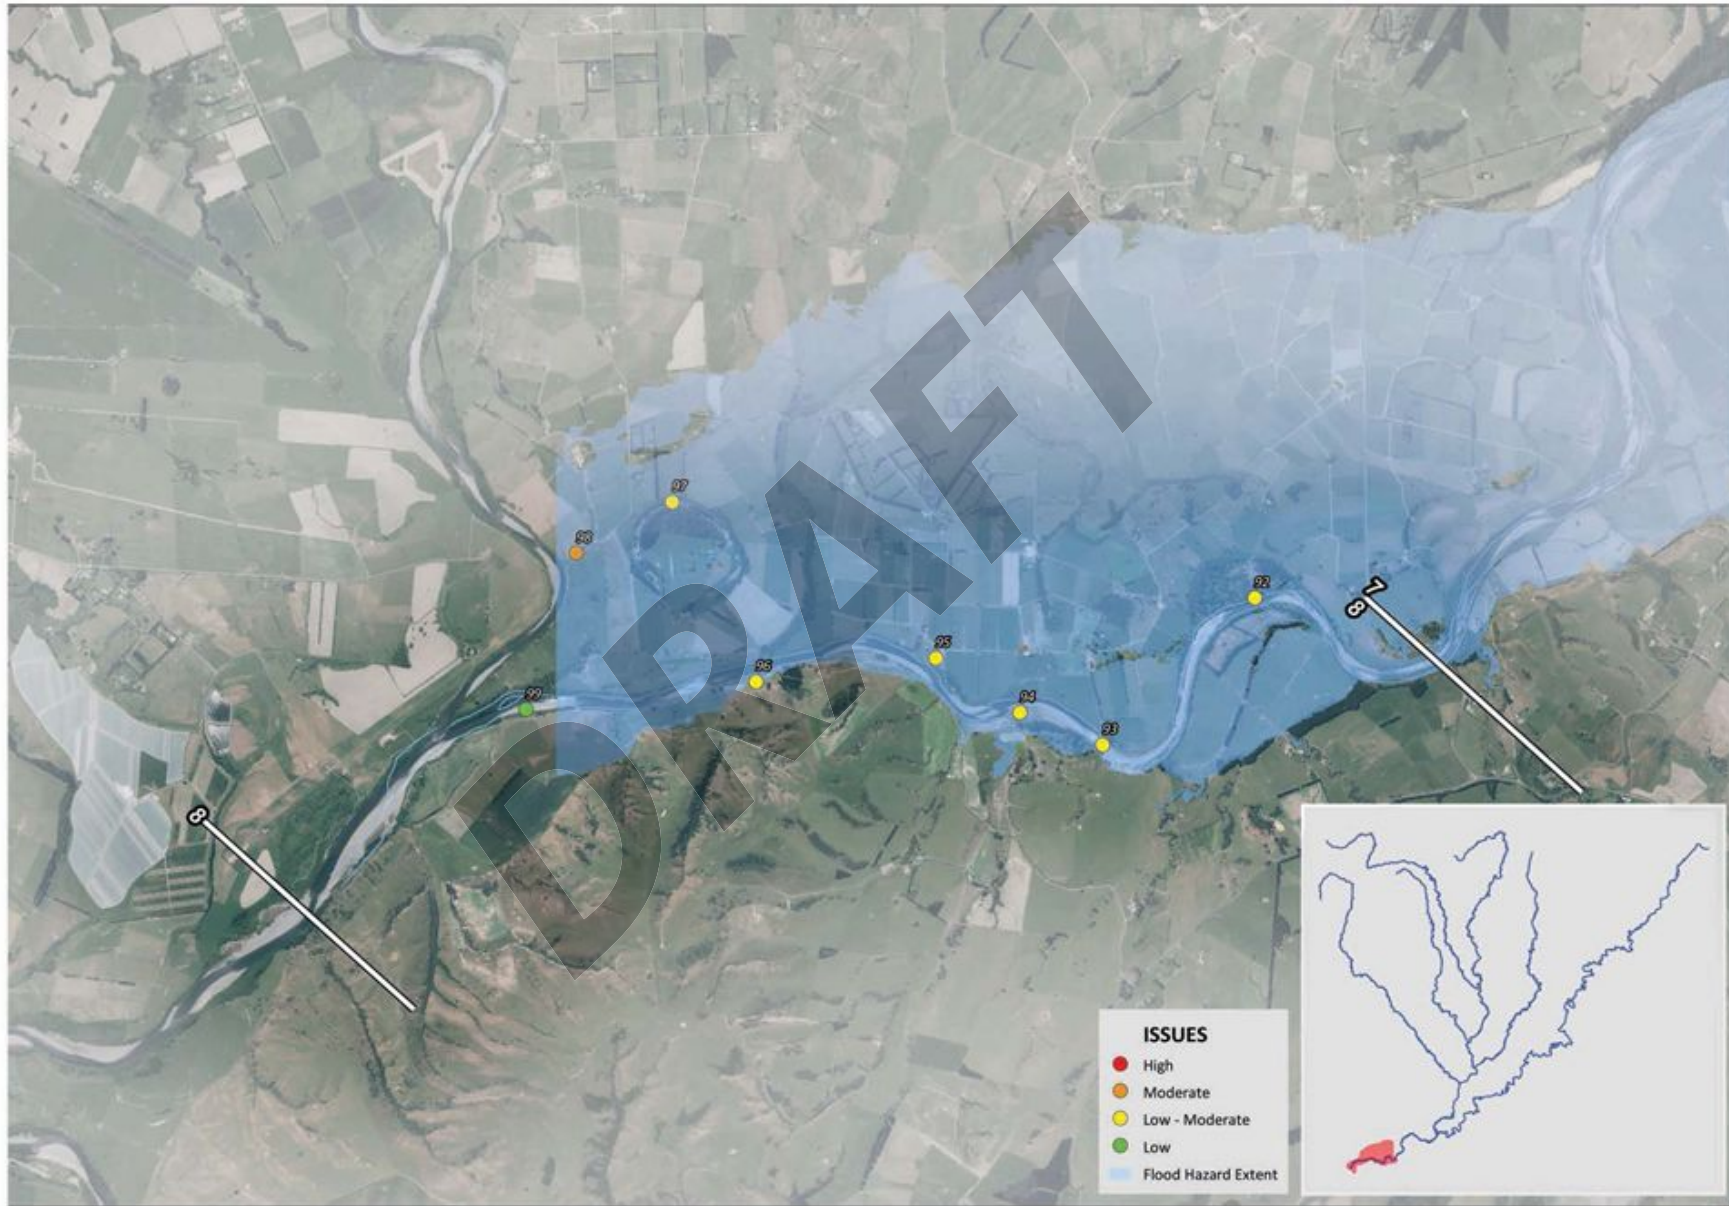 97
98
92
7
8
95
96
99
94
93
8
DRAFT
ISSUES
High
Moderate
Low - Moderate
Low
Flood Hazard Extent